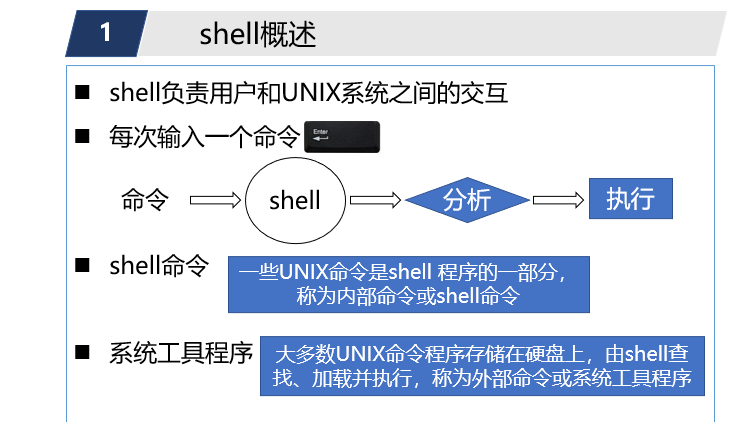 1
shell概述
■ shell负责用户和UNIX系统之间的交互
■ 每次输入一个命令 Enter
命令 shell 分析 执行
■ shell命令
一些UNIX命令是shell 程序的一部分,
称为内部命令或shell命令
■ 系统工具程序
大多数UNIX命令程序存储在硬盘上，由shell查
找、加载并执行，称为外部命令或系统工具程序